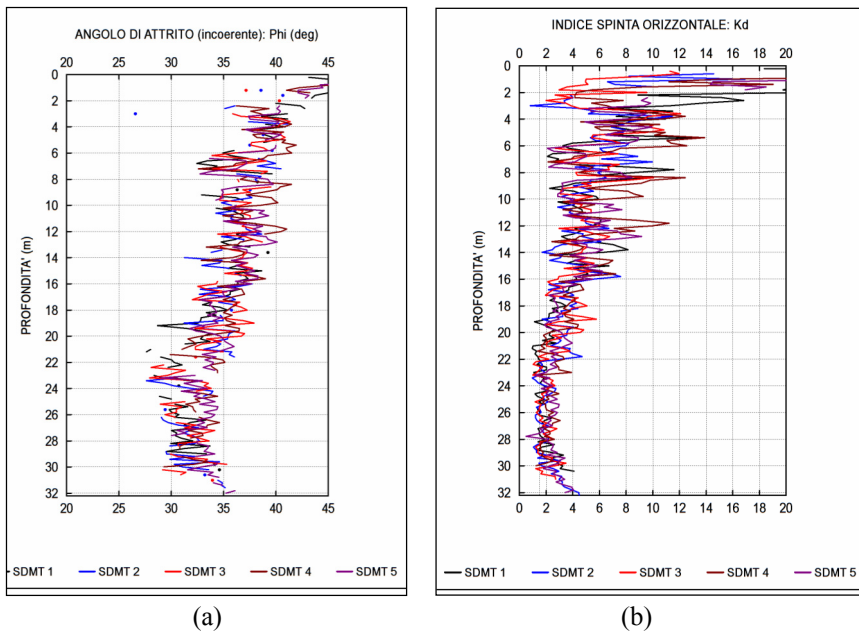 ANGOLO DI ATTRITO (incoerente): Phi (deg)
20 25 30 35 40 45
PROFONDITA' (m)
0
2
4
6
8
10
12
14
16
18
20
22
24
26
28
30
32
20 25 30 35 40 45
SDMT 1 SDMT 2 SDMT 3 SDMT 4 SDMT 5
(a)
INDICE SPINTA ORIZZONTALE: Kd
0 2 4 6 8 10 12 14 16 18 20
PROFONDITA' (m)
0
2
4
6
8
10
12
14
16
18
20
22
24
26
28
30
32
0 2 4 6 8 10 12 14 16 18 20
SDMT 1 SDMT 2 SDMT 3 SDMT 4 SDMT 5
(b)